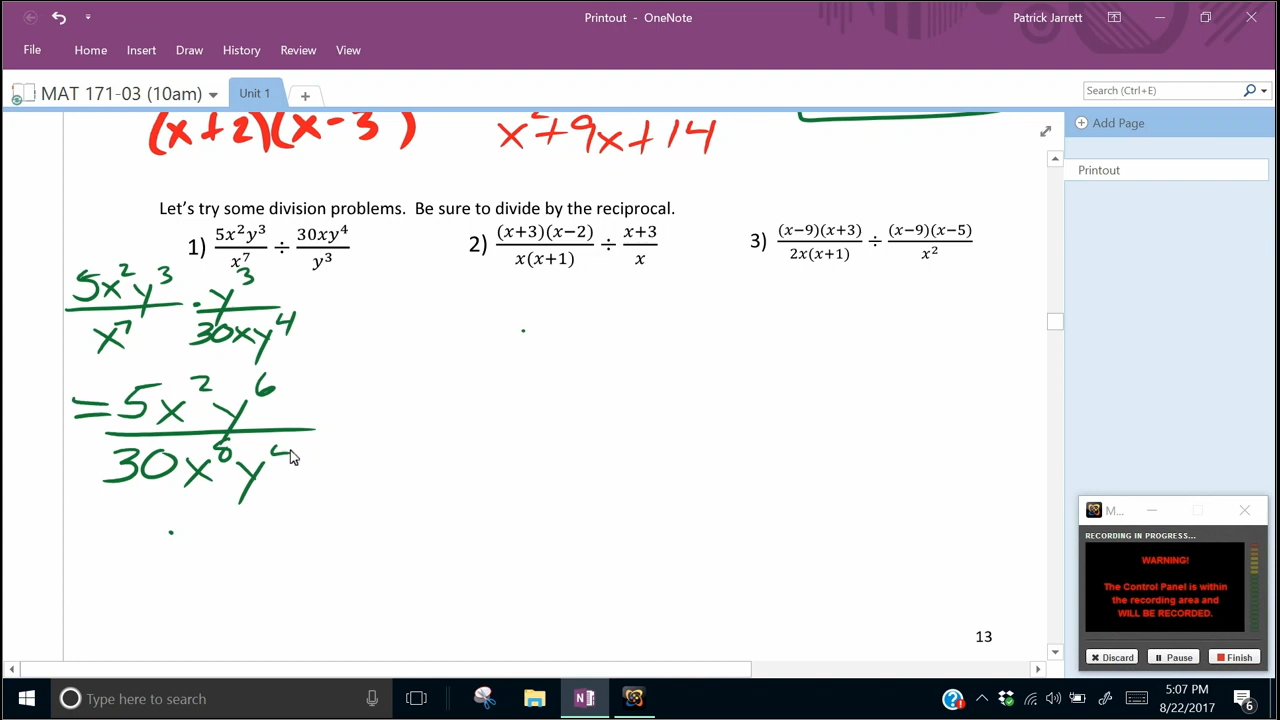 Printout - OneNote
Patrick Jarrett
File Home Insert Draw History Review View
MAT 171-03 (10am)
Unit 1
Search (Ctrl+E)
Add Page
Printout
(x+2)(x-3)
x²+9x+14
Let's try some division problems. Be sure to divide by the reciprocal.
1) 5x²y³/x⁷ ÷ 30xy⁴/y³
2) (x+3)(x−2)/x(x+1) ÷ x+3/x
3) (x−9)(x+3)/2x(x+1) ÷ (x−9)(x−5)/x²
5x²y³/x⁷ · y³/30xy⁴
= 5x²y⁶/30x⁸y⁴
13
M...
RECORDING IN PROGRESS...
WARNING!
The Control Panel is within
the recording area and
WILL BE RECORDED.
Discard Pause Finish
Type here to search
5:07 PM
8/22/2017
6